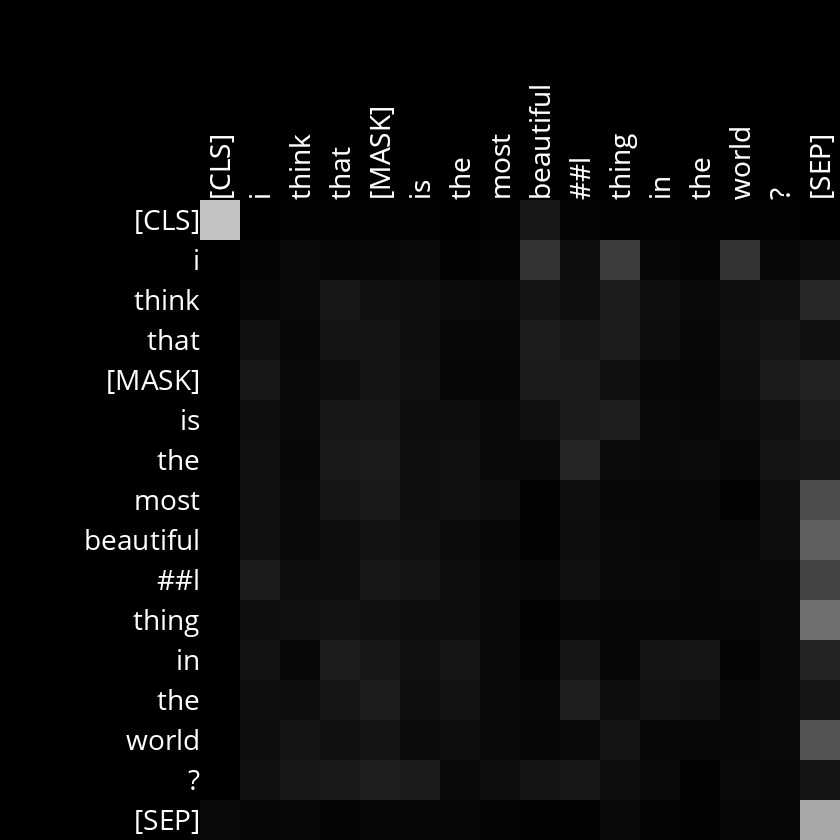 [CLS] i think that [MASK] is the most beautiful ##l thing in the world ? [SEP]
[CLS]
i
think
that
[MASK]
is
the
most
beautiful
##l
thing
in
the
world
?
[SEP]